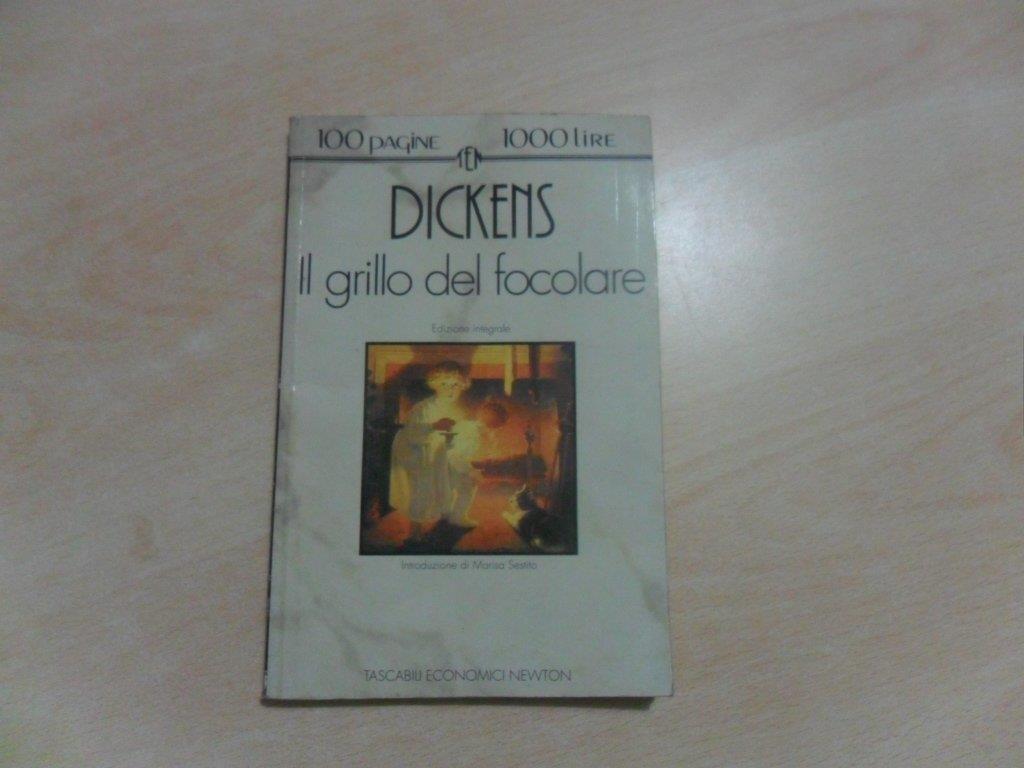 100 pagine 1000 lire
TEN
DICKENS
Il grillo del focolare
Edizione integrale
Introduzione di Marisa Sestito
TASCABILI ECONOMICI NEWTON